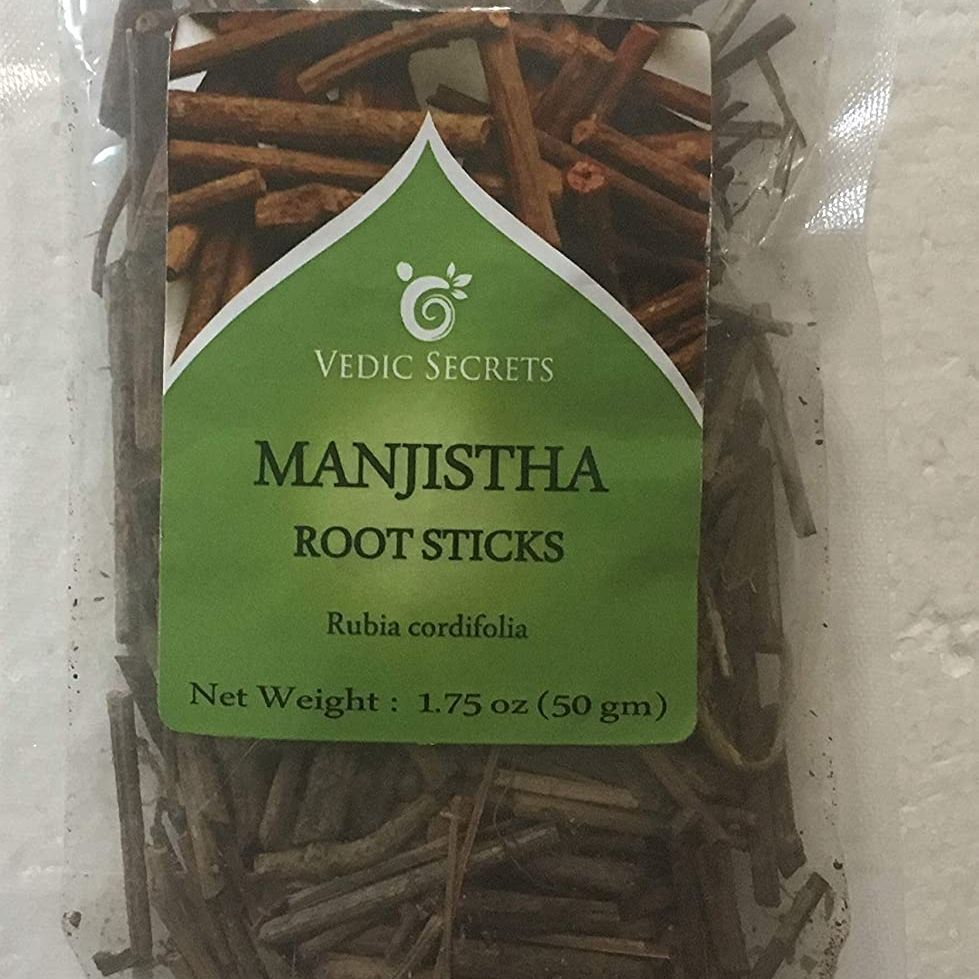 VEDIC SECRETS
MANJISTHA
ROOT STICKS
Rubia cordifolia
Net Weight : 1.75 oz (50 gm)